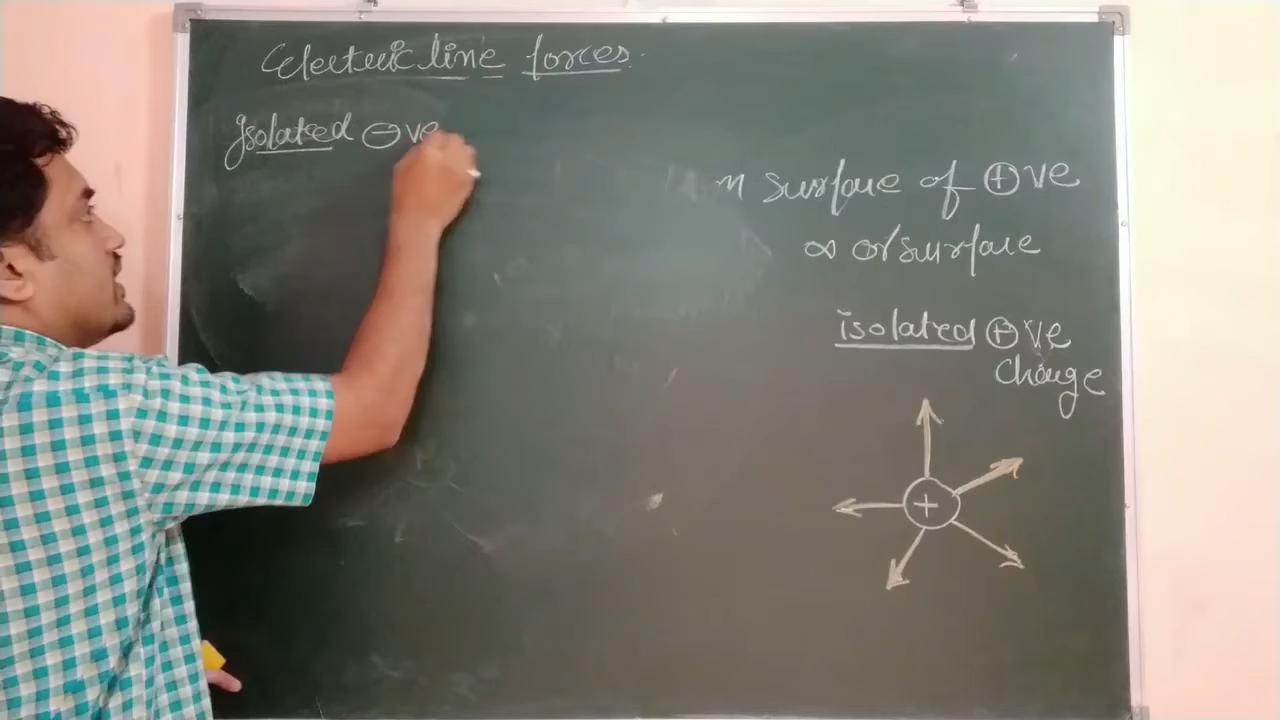 Electric line forces.
Isolated ⊖ve
m surface of ⊕ve
∞ or surface
isolated ⊕ve
Charge
+